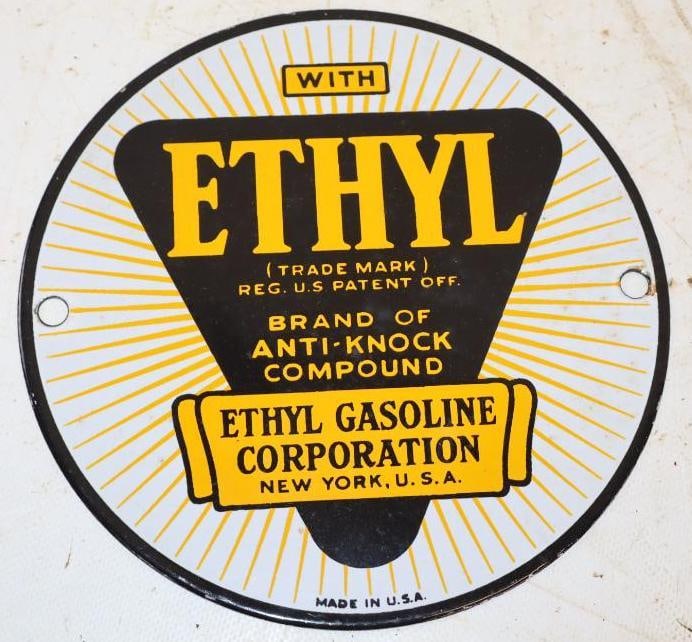 WITH
ETHYL
(TRADE MARK)
REG. U.S PATENT OFF.
BRAND OF
ANTI-KNOCK
COMPOUND
ETHYL GASOLINE
CORPORATION
NEW YORK, U.S.A.
MADE IN U.S.A.